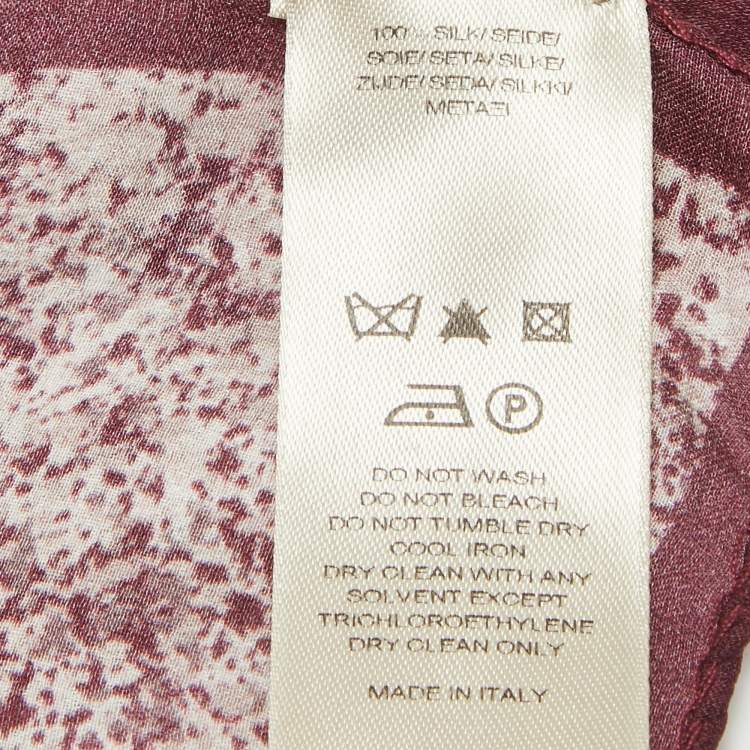 100% SILK/ SEIDE/
SOIE/ SETA/ SILKE/
ZIJDE/ SEDA/ SILKKI/
METAΞI
P
DO NOT WASH
DO NOT BLEACH
DO NOT TUMBLE DRY
COOL IRON
DRY CLEAN WITH ANY
SOLVENT EXCEPT
TRICHLOROETHYLENE
DRY CLEAN ONLY
MADE IN ITALY